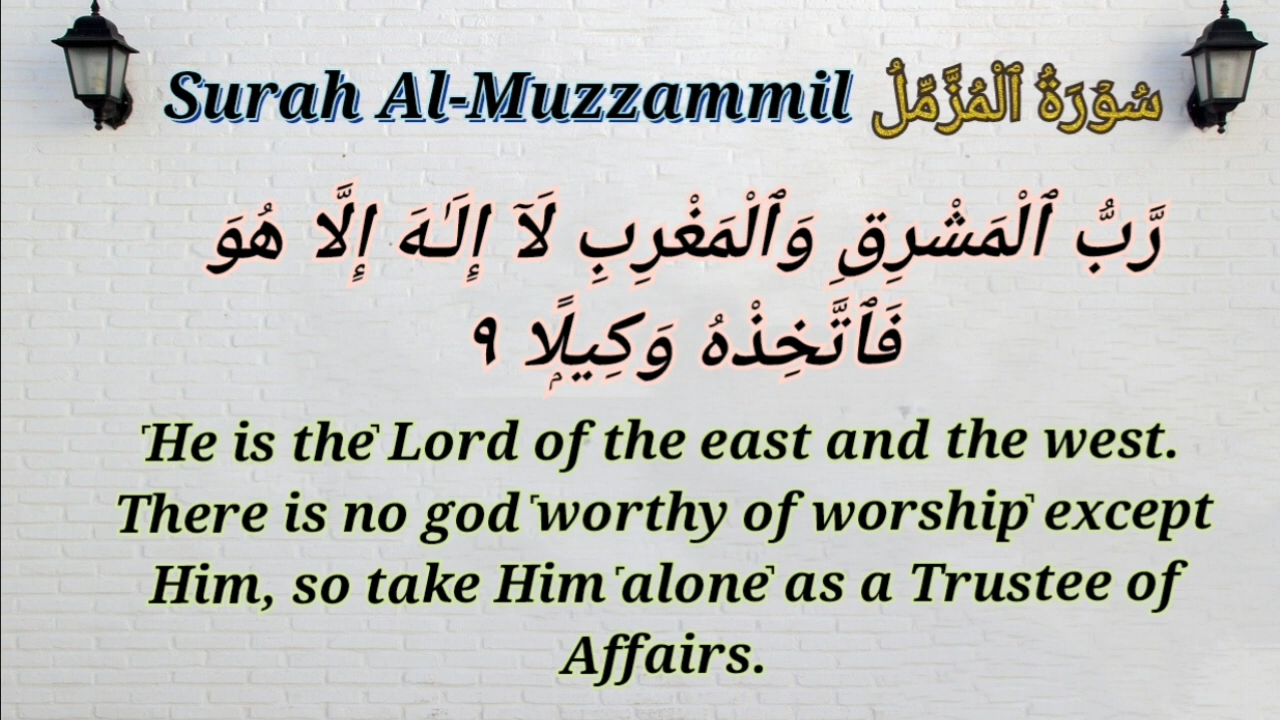 Surah Al-Muzzammil سُوْرَةُ ٱلْمُزَّمِّلُ
رَّبُّ ٱلْمَشْرِقِ وَٱلْمَغْرِبِ لَآ إِلَـٰهَ إِلَّا هُوَ
فَٱتَّخِذْهُ وَكِيلًۭا ٩
˹He is the˺ Lord of the east and the west.
There is no god ˹worthy of worship˺ except
Him, so take Him ˹alone˺ as a Trustee of
Affairs.